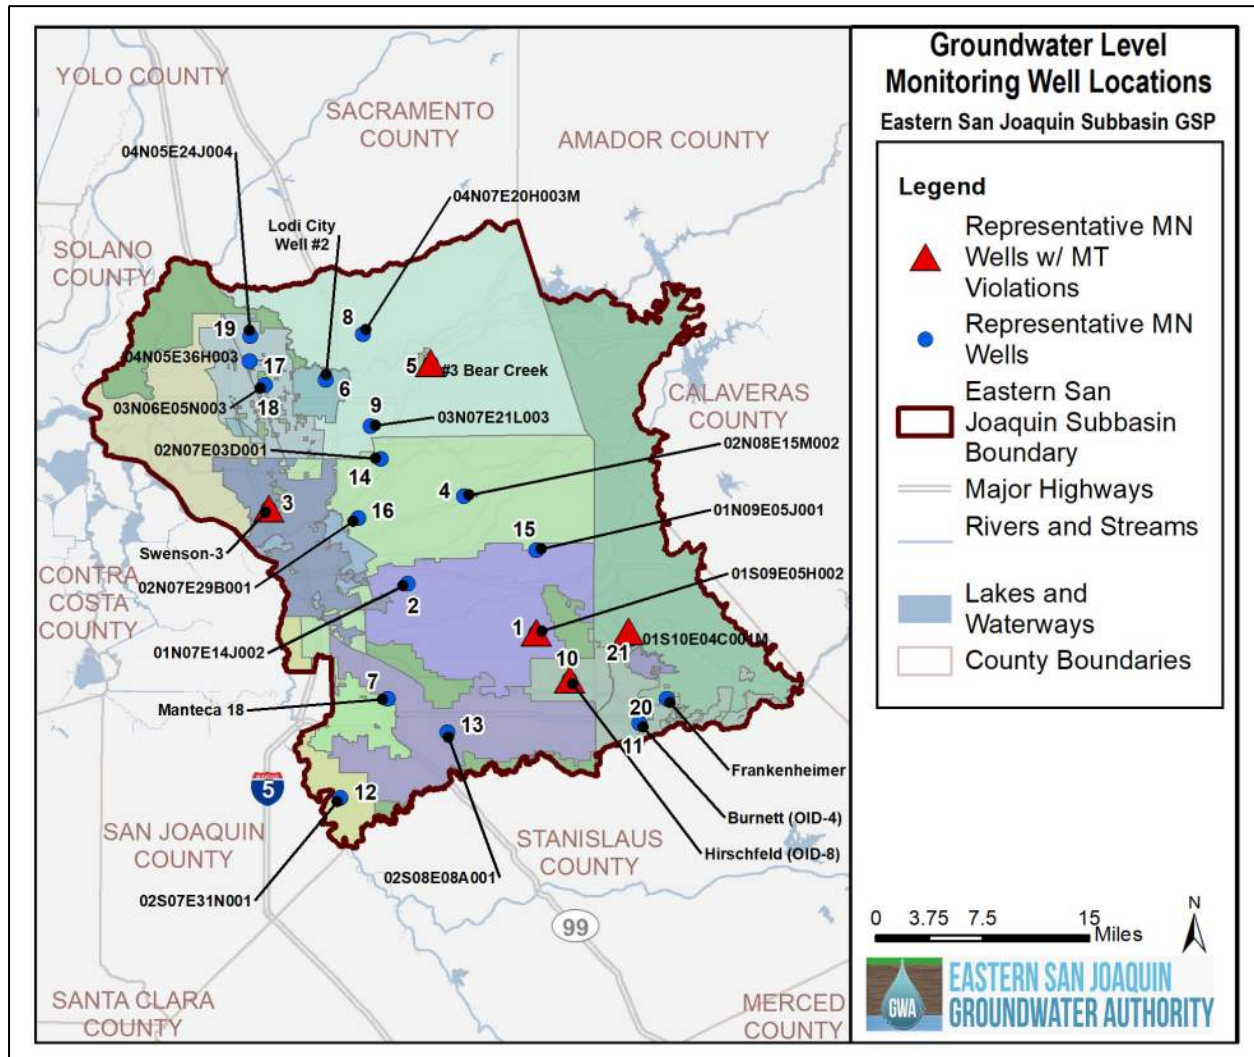 YOLO COUNTY
SACRAMENTO
COUNTY
AMADOR COUNTY
04N05E24J004
04N07E20H003M
Lodi City
Well #2
SOLANO
COUNTY
19
8
04N05E36H003
5
#3 Bear Creek
17
6
CALAVERAS
COUNTY
03N06E05N003
18
9
03N07E21L003
02N07E03D001
02N08E15M002
14
4
3
16
15
01N09E05J001
Swenson-3
CONTRA
COSTA
COUNTY
02N07E29B001
01S09E05H002
2
1
01S10E04C001M
01N07E14J002
10
21
7
Manteca 18
13
20
11
Frankenheimer
5
12
Burnett (OID-4)
SAN JOAQUIN
COUNTY
STANISLAUS
COUNTY
Hirschfeld (OID-8)
02S08E08A001
02S07E31N001
99
SANTA CLARA
COUNTY
MERCED
COUNTY
Groundwater Level
Monitoring Well Locations
Eastern San Joaquin Subbasin GSP
Legend
Representative MN
Wells w/ MT
Violations
Representative MN
Wells
Eastern San
Joaquin Subbasin
Boundary
Major Highways
Rivers and Streams
Lakes and
Waterways
County Boundaries
N
0 3.75 7.5 15
Miles
GWA
EASTERN SAN JOAQUIN
GROUNDWATER AUTHORITY